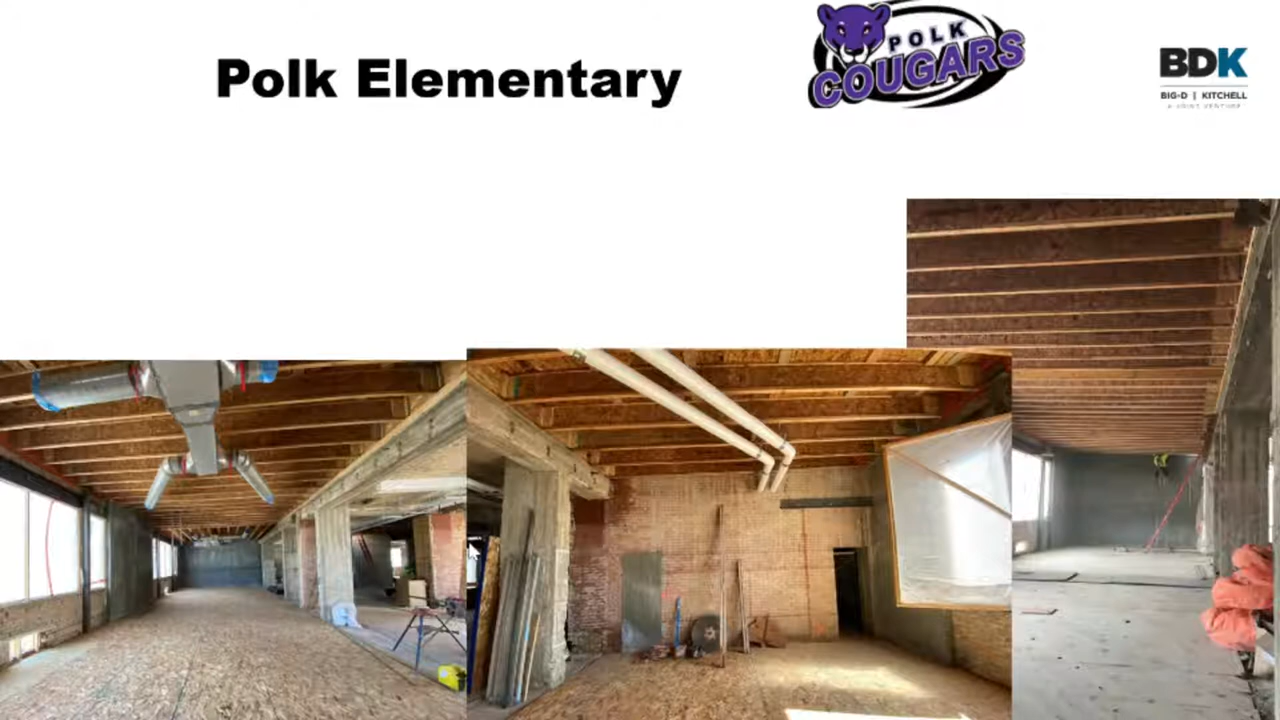 Polk Elementary
POLK
COUGARS
BDK
BIG-D | KITCHELL
A JOINT VENTURE